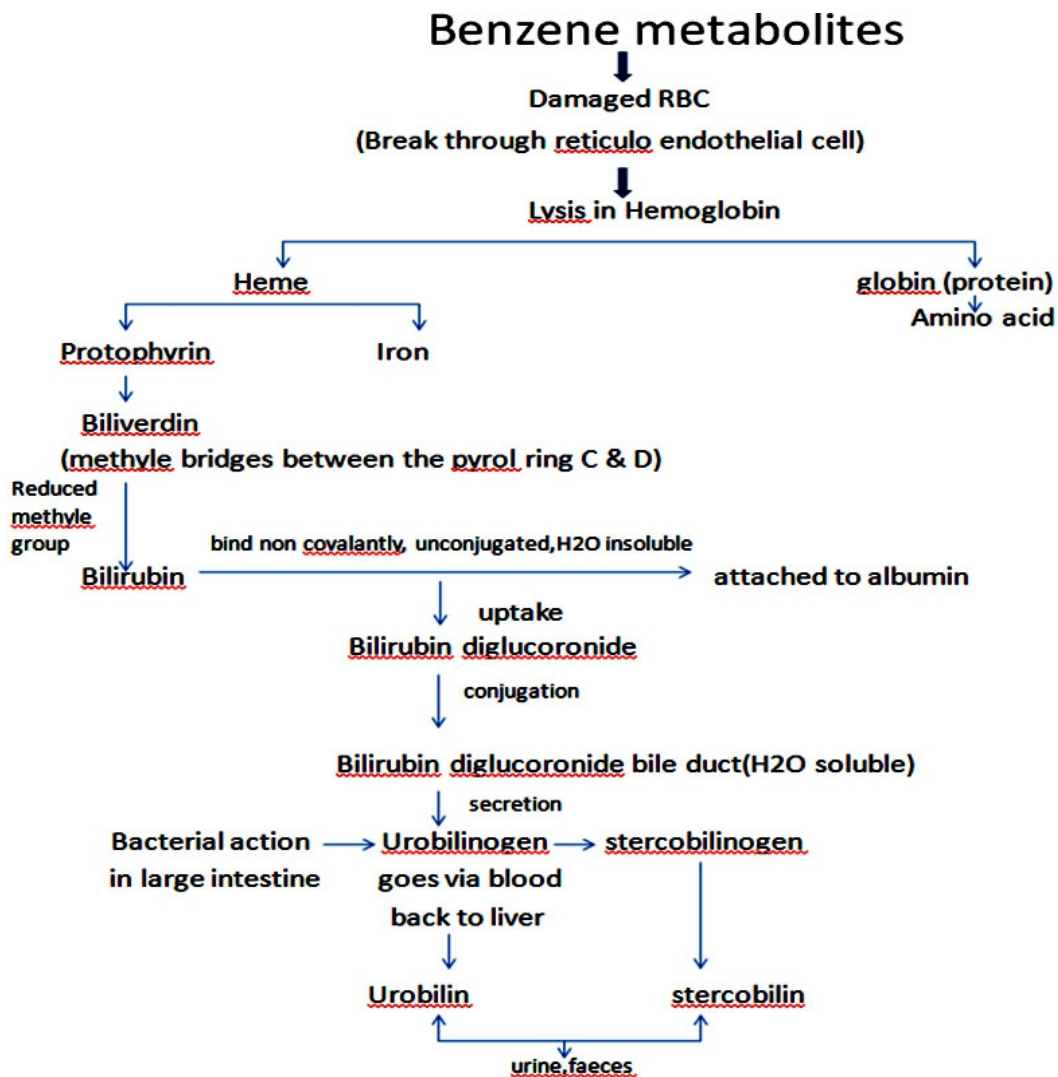 Benzene metabolites
Damaged RBC
(Break through reticulo endothelial cell)
Lysis in Hemoglobin
Heme
globin (protein)
Amino acid
Protophyrin
Iron
Biliverdin
(methyle bridges between the pyrol ring C & D)
Reduced
methyle
group
bind non covalantly, unconjugated,H2O insoluble
Bilirubin
attached to albumin
uptake
Bilirubin diglucoronide
conjugation
Bilirubin diglucoronide bile duct(H2O soluble)
secretion
Bacterial action
in large intestine
Urobilinogen
goes via blood
back to liver
stercobilinogen
Urobilin
stercobilin
urine,faeces